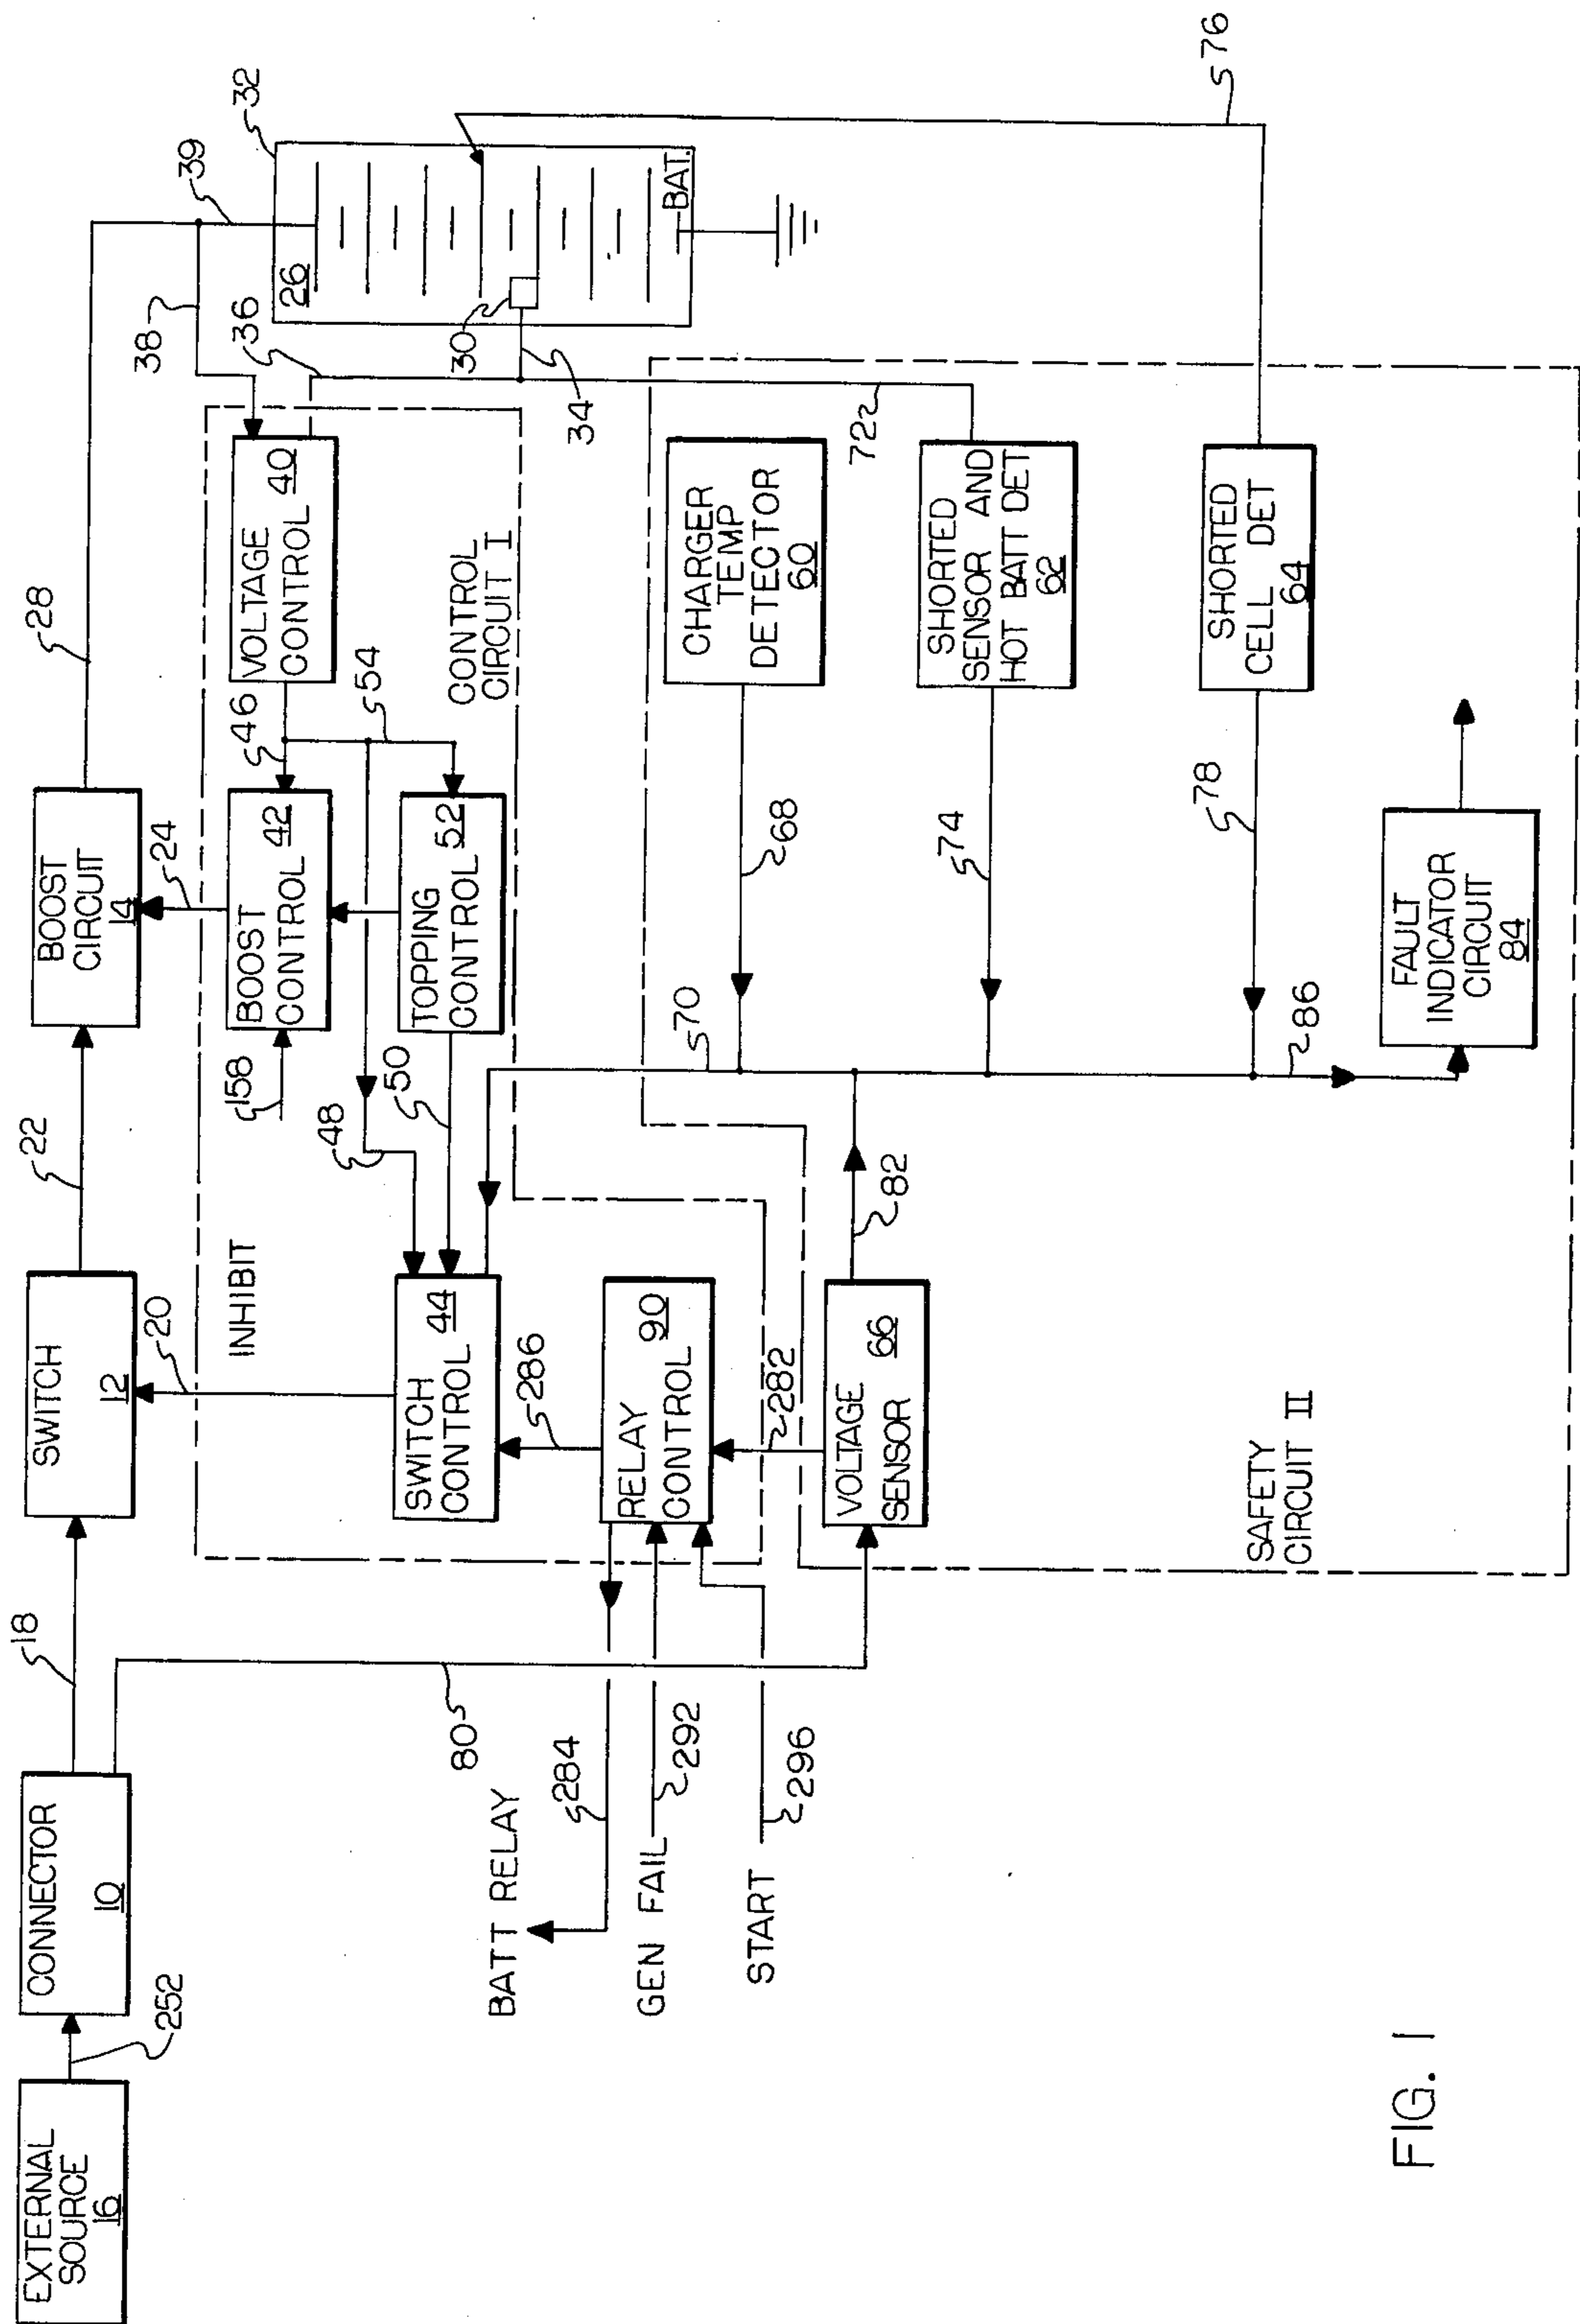 EXTERNAL
SOURCE
16
252
CONNECTOR
10
18
80
SWITCH
12
20
22
BOOST
CIRCUIT
14
24
28
38
39
32
26
BAT.
30
34
36
76
INHIBIT
158
BOOST
CONTROL 42
46
VOLTAGE
CONTROL 40
54
CONTROL
CIRCUIT I
TOPPING
CONTROL 52
48
50
SWITCH
CONTROL 44
286
RELAY
CONTROL 90
282
BATT RELAY
284
GEN FAIL
292
START
296
VOLTAGE
SENSOR 66
82
70
CHARGER
TEMP
DETECTOR
60
68
72
SHORTED
SENSOR AND
HOT BATT DET
62
74
SHORTED
CELL DET
64
78
86
FAULT
INDICATOR
CIRCUIT
84
SAFETY
CIRCUIT II
FIG. 1